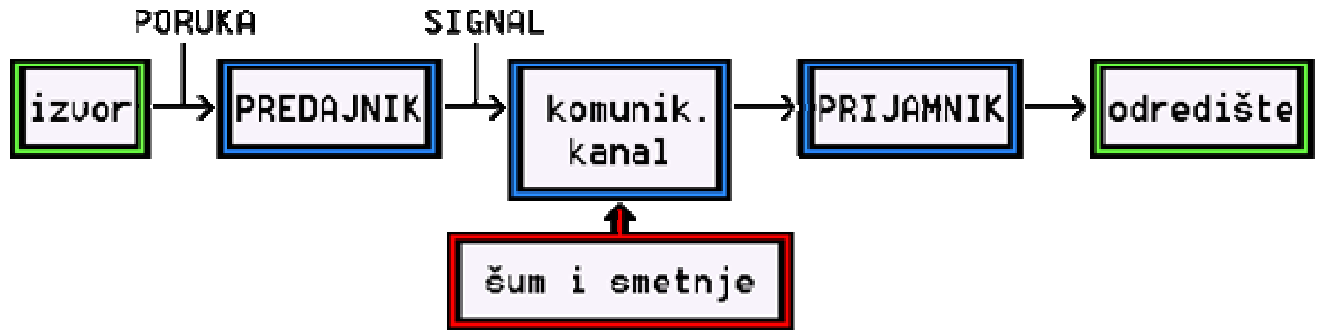 PORUKA
SIGNAL
izvor
PREDAJNIK
komunik.
kanal
PRIJAMNIK
odredište
šum i smetnje